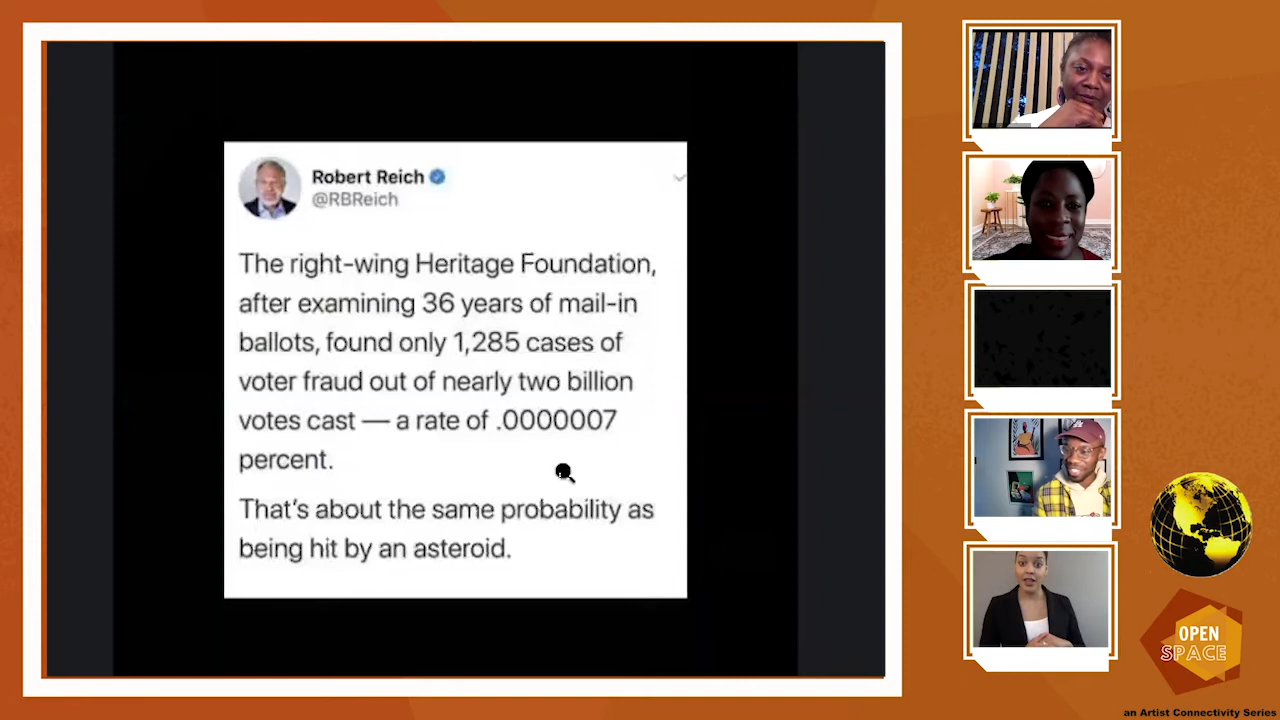 Robert Reich
@RBReich
The right-wing Heritage Foundation,
after examining 36 years of mail-in
ballots, found only 1,285 cases of
voter fraud out of nearly two billion
votes cast — a rate of .0000007
percent.
That's about the same probability as
being hit by an asteroid.
OPEN
SPACE
an Artist Connectivity Series